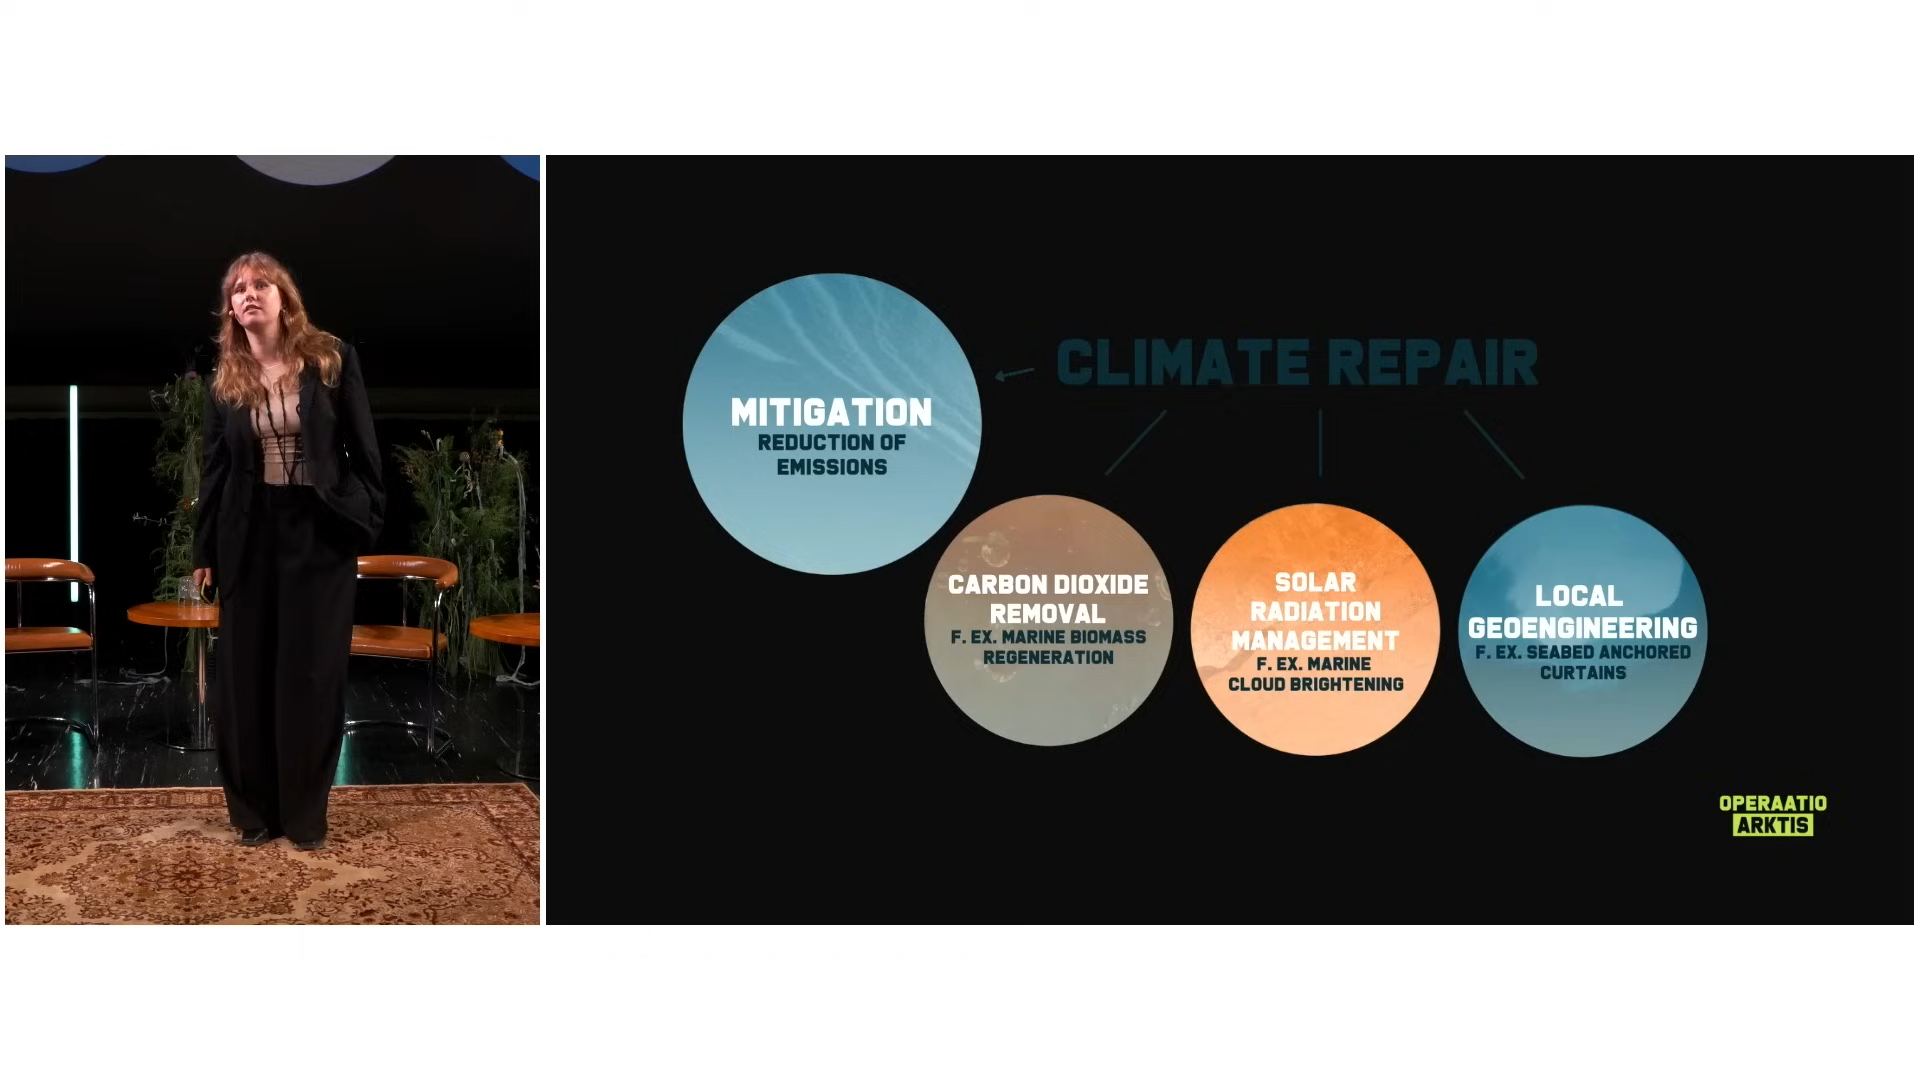 CLIMATE REPAIR
MITIGATION
REDUCTION OF
EMISSIONS
CARBON DIOXIDE
REMOVAL
F. EX. MARINE BIOMASS
REGENERATION
SOLAR
RADIATION
MANAGEMENT
F. EX. MARINE
CLOUD BRIGHTENING
LOCAL
GEOENGINEERING
F. EX. SEABED ANCHORED
CURTAINS
OPERAATIO
ARKTIS